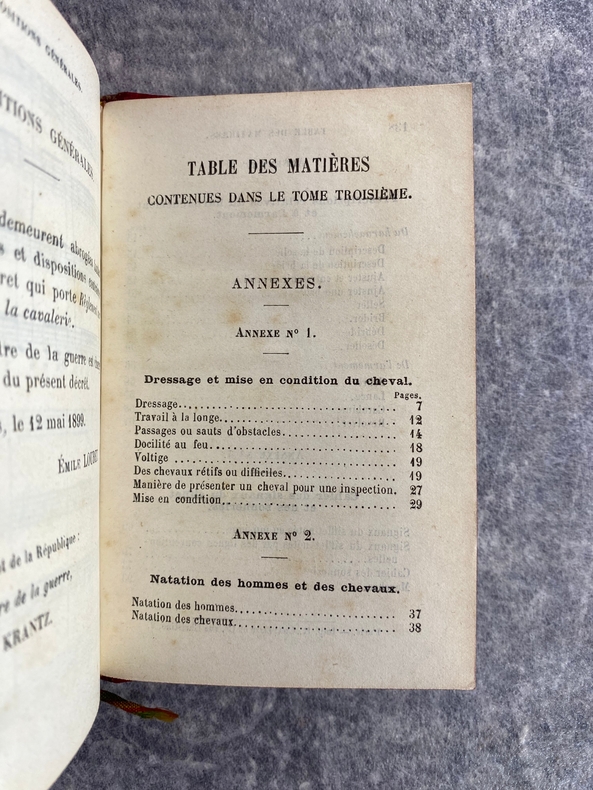 OSITIONS GÉNÉRALES
ITIONS GÉNÉRALES
demeurent abrogées
s et dispositions
ret qui porte Règlement
la cavalerie.
re de la guerre est
du présent décret.
s, le 12 mai 1899.
ÉMILE LOUBET
t de la République :
re de la guerre,
KRANTZ.
TABLE DES MATIÈRES
CONTENUES DANS LE TOME TROISIÈME.
ANNEXES.
ANNEXE N° 1.
Dressage et mise en condition du cheval.
Pages.
Dressage.......................... 7
Travail à la longe.......................... 12
Passages ou sauts d'obstacles.................. 14
Docilité au feu.......................... 18
Voltige .......................... 19
Des chevaux rétifs ou difficiles.................. 19
Manière de présenter un cheval pour une inspection. 27
Mise en condition.......................... 29
ANNEXE N° 2.
Natation des hommes et des chevaux.
Natation des hommes.......................... 37
Natation des chevaux.......................... 38